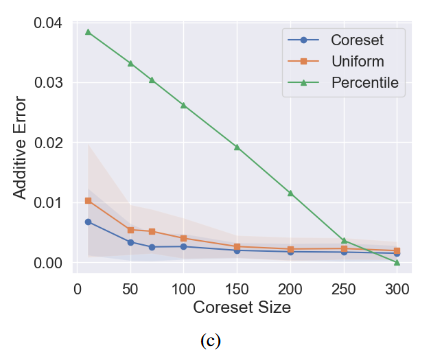 0.04
0.03
0.02
0.01
0.00
Additive Error
Coreset
Uniform
Percentile
0 50 100 150 200 250 300
Coreset Size
(c)